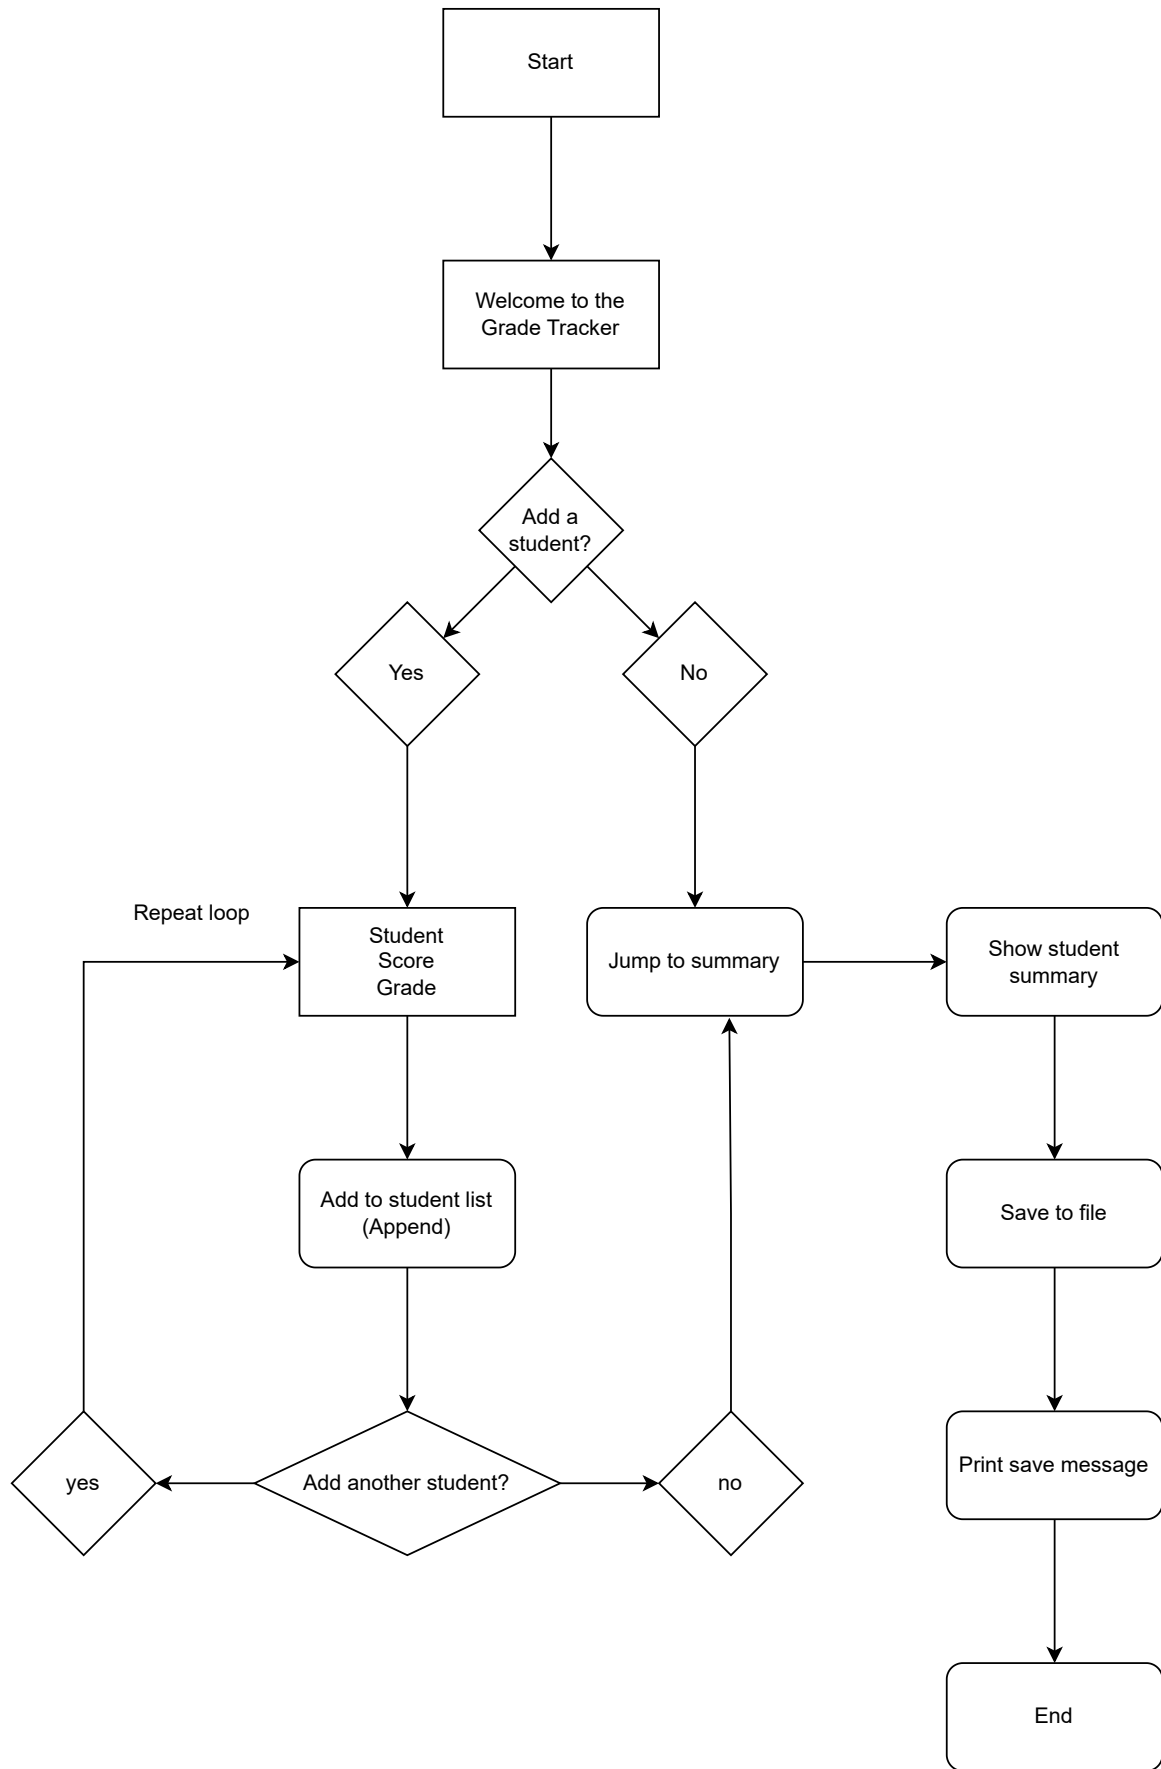 Start
Welcome to the
Grade Tracker
Add a
student?
Yes
No
Repeat loop
Student
Score
Grade
Jump to summary
Show student
summary
Add to student list
(Append)
Save to file
yes
Add another student?
no
Print save message
End